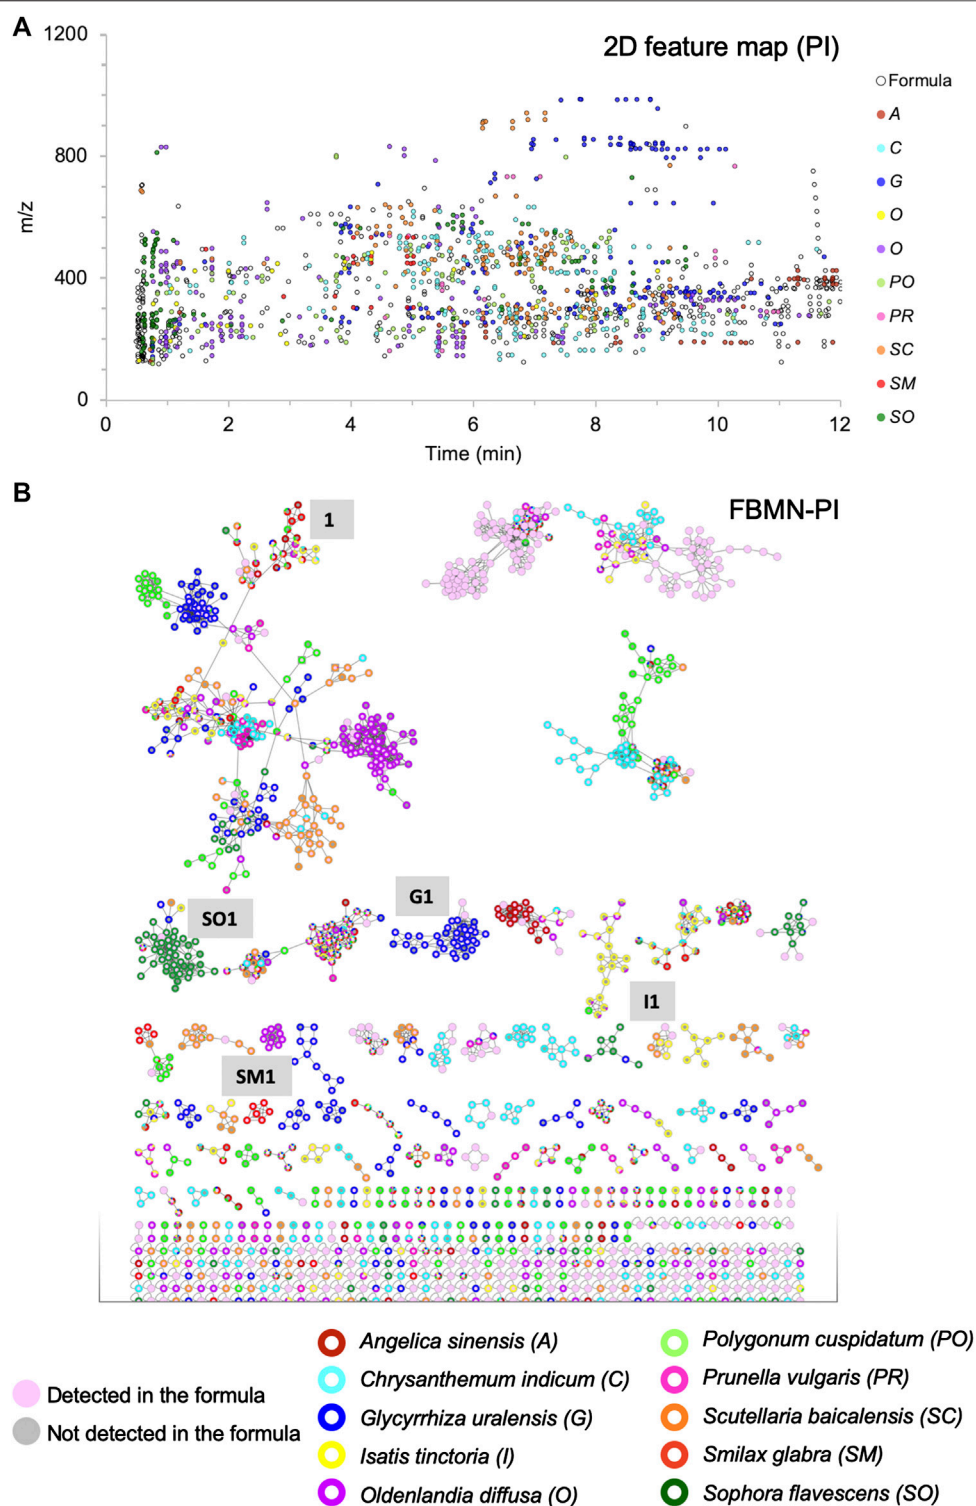 A
2D feature map (PI)
1200
800
400
0
m/z
0 2 4 6 8 10 12
Time (min)
Formula
A
C
G
O
O
PO
PR
SC
SM
SO
B
FBMN-PI
1
SO1
G1
I1
SM1
Detected in the formula
Not detected in the formula
Angelica sinensis (A)
Chrysanthemum indicum (C)
Glycyrrhiza uralensis (G)
Isatis tinctoria (I)
Oldenlandia diffusa (O)
Polygonum cuspidatum (PO)
Prunella vulgaris (PR)
Scutellaria baicalensis (SC)
Smilax glabra (SM)
Sophora flavescens (SO)